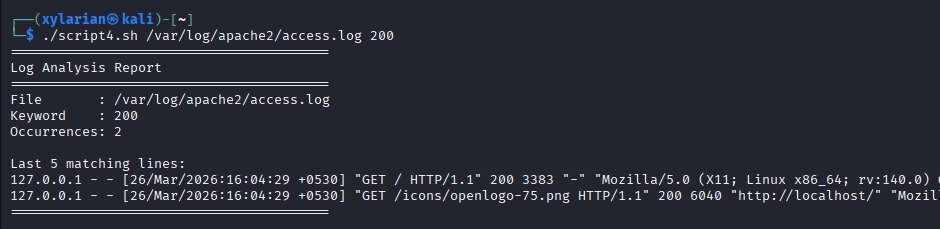 ┌──(xylarian㉿kali)-[~]
└─$ ./script4.sh /var/log/apache2/access.log 200
========================================
Log Analysis Report
========================================
File       : /var/log/apache2/access.log
Keyword    : 200
Occurrences: 2
Last 5 matching lines:
127.0.0.1 - - [26/Mar/2026:16:04:29 +0530] "GET / HTTP/1.1" 200 3383 "-" "Mozilla/5.0 (X11; Linux x86_64; rv:140.0)
127.0.0.1 - - [26/Mar/2026:16:04:29 +0530] "GET /icons/openlogo-75.png HTTP/1.1" 200 6040 "http://localhost/" "Mozil
========================================